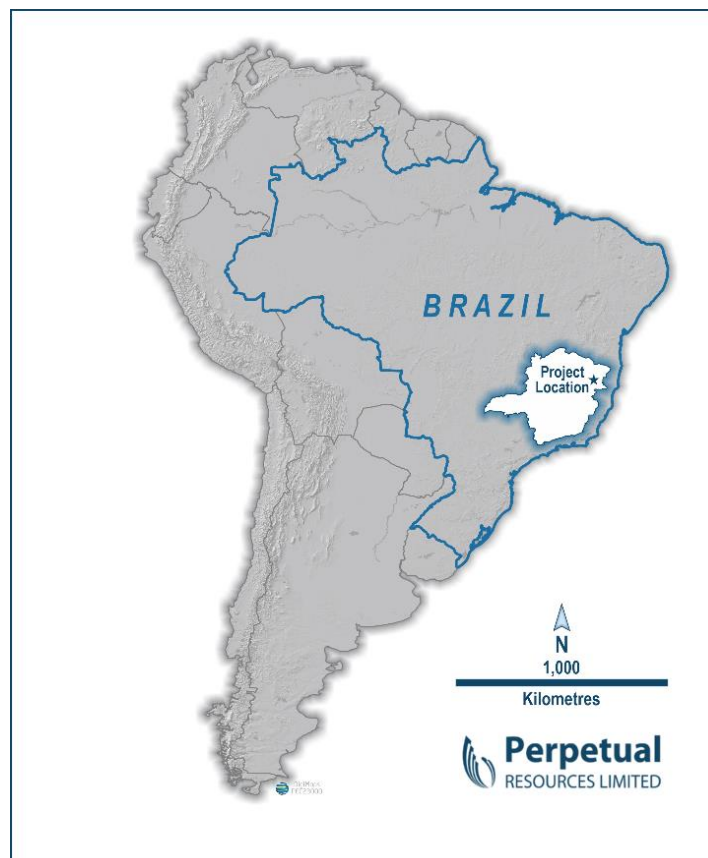 BRAZIL
Project
Location
N
1,000
Kilometres
Perpetual
RESOURCES LIMITED